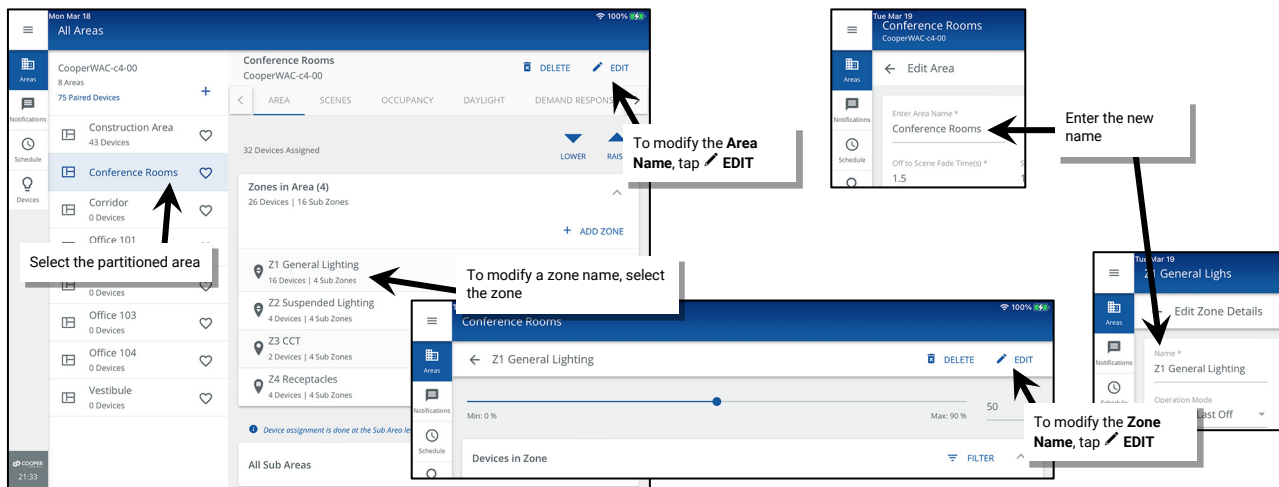 Mon Mar 18
100%
All Areas
CooperWAC-c4-00
8 Areas
75 Paired Devices
+
Areas
Notifications
Schedule
Devices
Construction Area
43 Devices
Conference Rooms
Corridor
0 Devices
Office 101
Select the partitioned area
0 Devices
Office 103
0 Devices
Office 104
0 Devices
Vestibule
0 Devices
COOPER
21:33
Conference Rooms
CooperWAC-c4-00
DELETE
EDIT
AREA SCENES OCCUPANCY DAYLIGHT DEMAND RESPONS
32 Devices Assigned
LOWER
RAIS
To modify the Area
Name, tap EDIT
Zones in Area (4)
26 Devices | 16 Sub Zones
+ ADD ZONE
Z1 General Lighting
16 Devices | 4 Sub Zones
To modify a zone name, select
the zone
Z2 Suspended Lighting
4 Devices | 4 Sub Zones
Z3 CCT
2 Devices | 4 Sub Zones
Z4 Receptacles
4 Devices | 4 Sub Zones
Device assignment is done at the Sub Area le
All Sub Areas
100%
Conference Rooms
Areas
Notifications
Schedule
Z1 General Lighting
DELETE
EDIT
Min: 0 %
Max: 90 %
50
To modify the Zone
Name, tap EDIT
Devices in Zone
FILTER
Tue Mar 19
Conference Rooms
CooperWAC-c4-00
Areas
Notifications
Schedule
Edit Area
Enter Area Name *
Conference Rooms
Off to Scene Fade Time(s) *
1.5
Enter the new
name
Tue Mar 19
Z1 General Lighs
Areas
Notifications
Schedule
Edit Zone Details
Name *
Z1 General Lighting
Operation Mode
Last Off